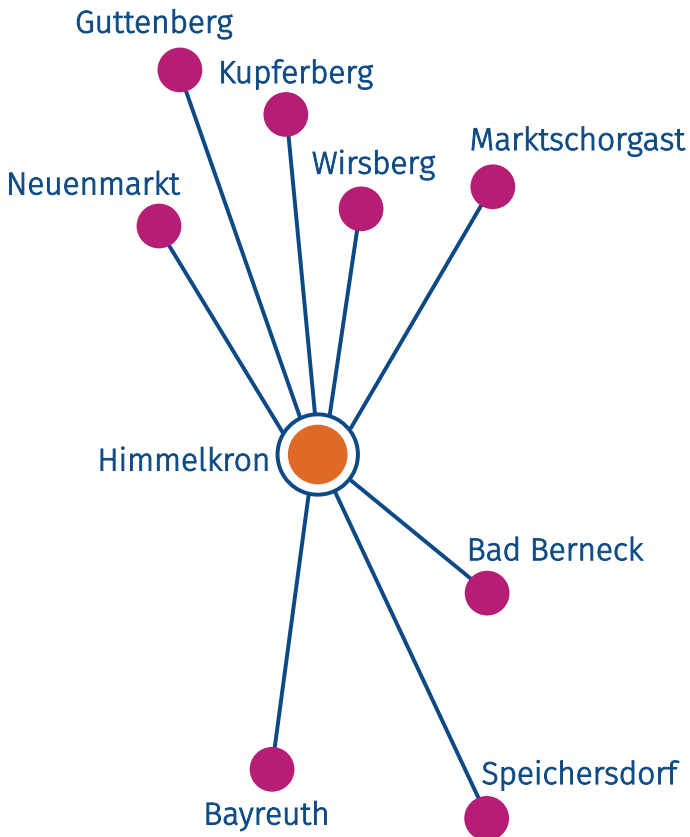 Guttenberg
Kupferberg
Marktschorgast
Wirsberg
Neuenmarkt
Himmelkron
Bad Berneck
Speichersdorf
Bayreuth